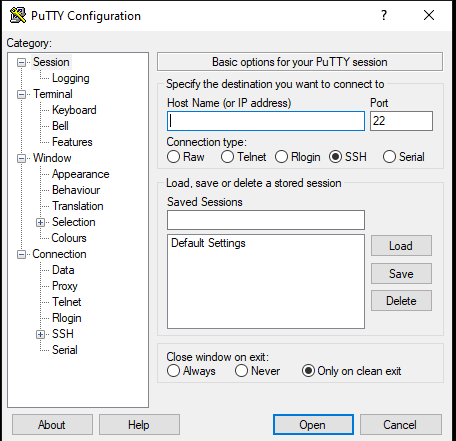 PuTTY Configuration
?
Category:
Session
Logging
Terminal
Keyboard
Bell
Features
Window
Appearance
Behaviour
Translation
Selection
Colours
Connection
Data
Proxy
Telnet
Rlogin
SSH
Serial
Basic options for your PuTTY session
Specify the destination you want to connect to
Host Name (or IP address) Port
22
Connection type:
Raw Telnet Rlogin SSH Serial
Load, save or delete a stored session
Saved Sessions
Default Settings
Load
Save
Delete
Close window on exit:
Always Never Only on clean exit
About Help Open Cancel